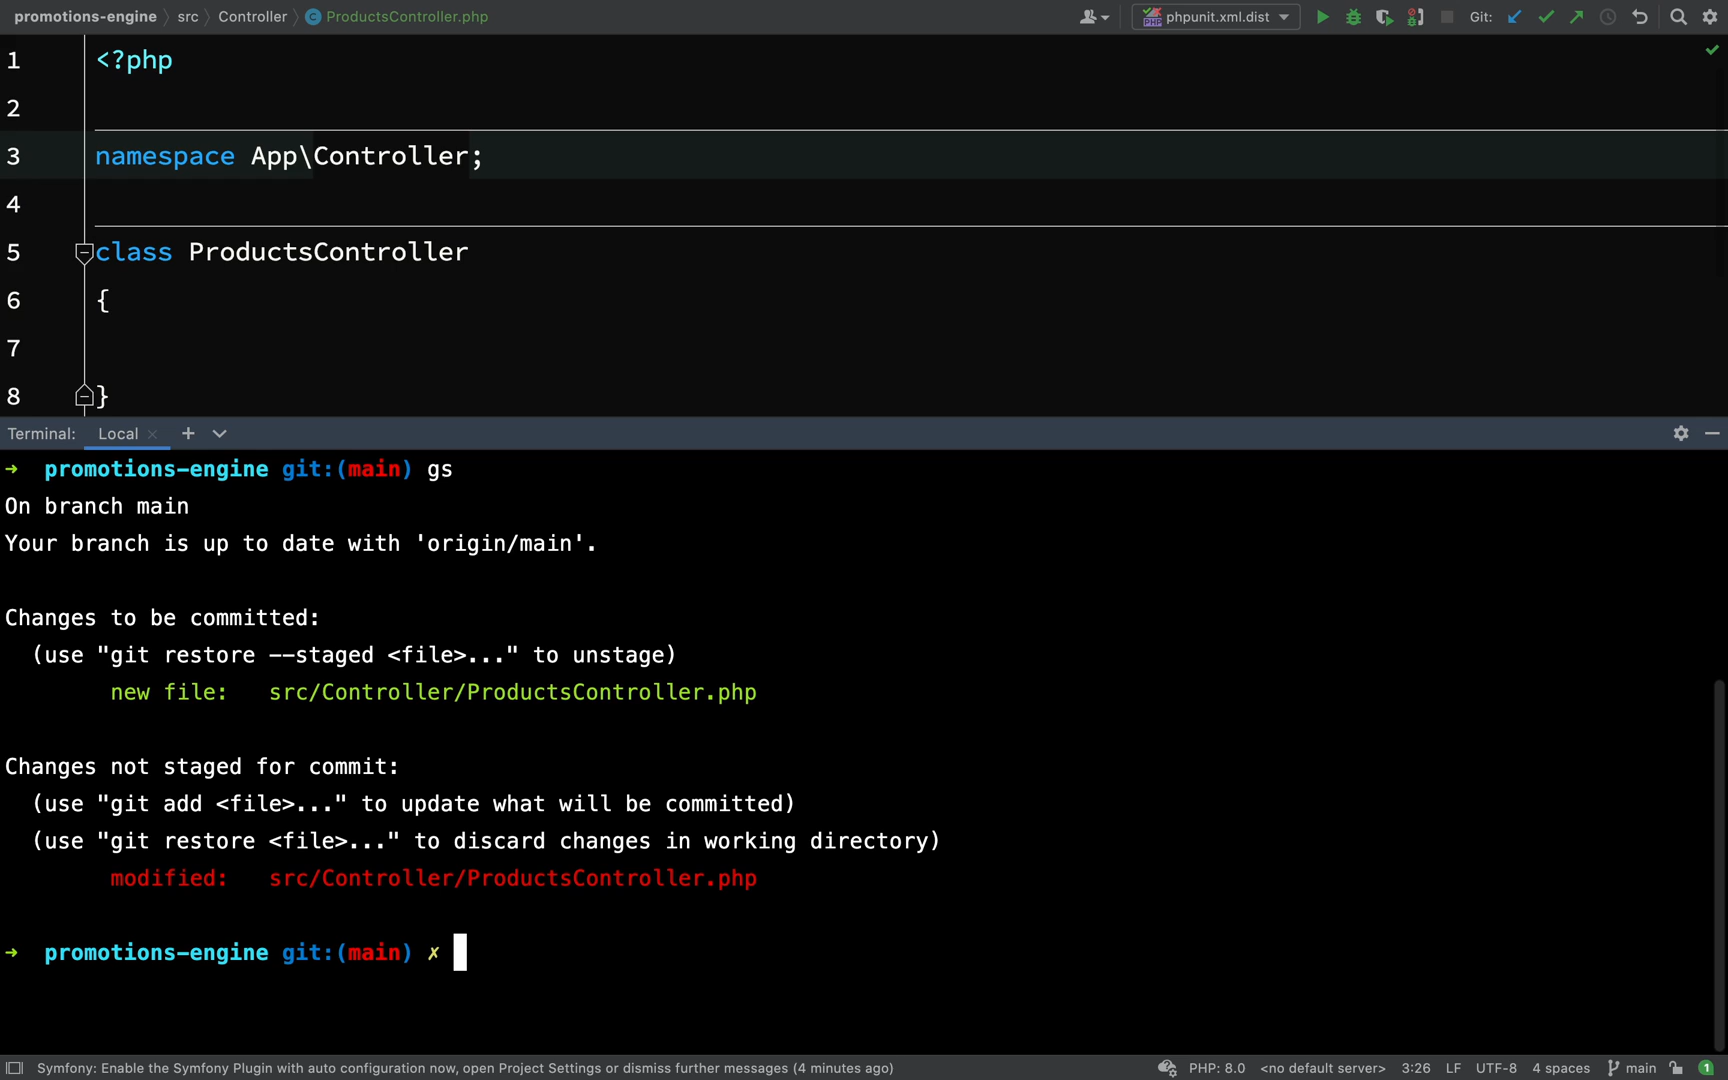 promotions-engine src Controller ProductsController.php phpunit.xml.dist Git:
1 <?php
2
3 namespace App\Controller;
4
5 class ProductsController
6 {
7
8 }
Terminal: Local
→ promotions-engine git:(main) gs
On branch main
Your branch is up to date with 'origin/main'.
Changes to be committed:
(use "git restore --staged <file>..." to unstage)
new file: src/Controller/ProductsController.php
Changes not staged for commit:
(use "git add <file>..." to update what will be committed)
(use "git restore <file>..." to discard changes in working directory)
modified: src/Controller/ProductsController.php
→ promotions-engine git:(main) ✗
Symfony: Enable the Symfony Plugin with auto configuration now, open Project Settings or dismiss further messages (4 minutes ago) PHP: 8.0 <no default server> 3:26 LF UTF-8 4 spaces main 1